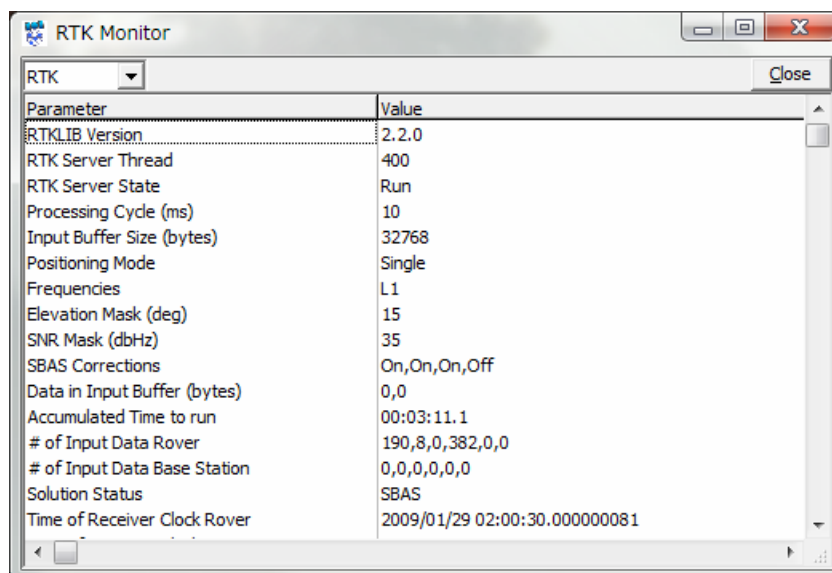 RTK Monitor
RTK Close
Parameter Value
RTKLIB Version 2.2.0
RTK Server Thread 400
RTK Server State Run
Processing Cycle (ms) 10
Input Buffer Size (bytes) 32768
Positioning Mode Single
Frequencies L1
Elevation Mask (deg) 15
SNR Mask (dbHz) 35
SBAS Corrections On,On,On,Off
Data in Input Buffer (bytes) 0,0
Accumulated Time to run 00:03:11.1
# of Input Data Rover 190,8,0,382,0,0
# of Input Data Base Station 0,0,0,0,0,0
Solution Status SBAS
Time of Receiver Clock Rover 2009/01/29 02:00:30.000000081